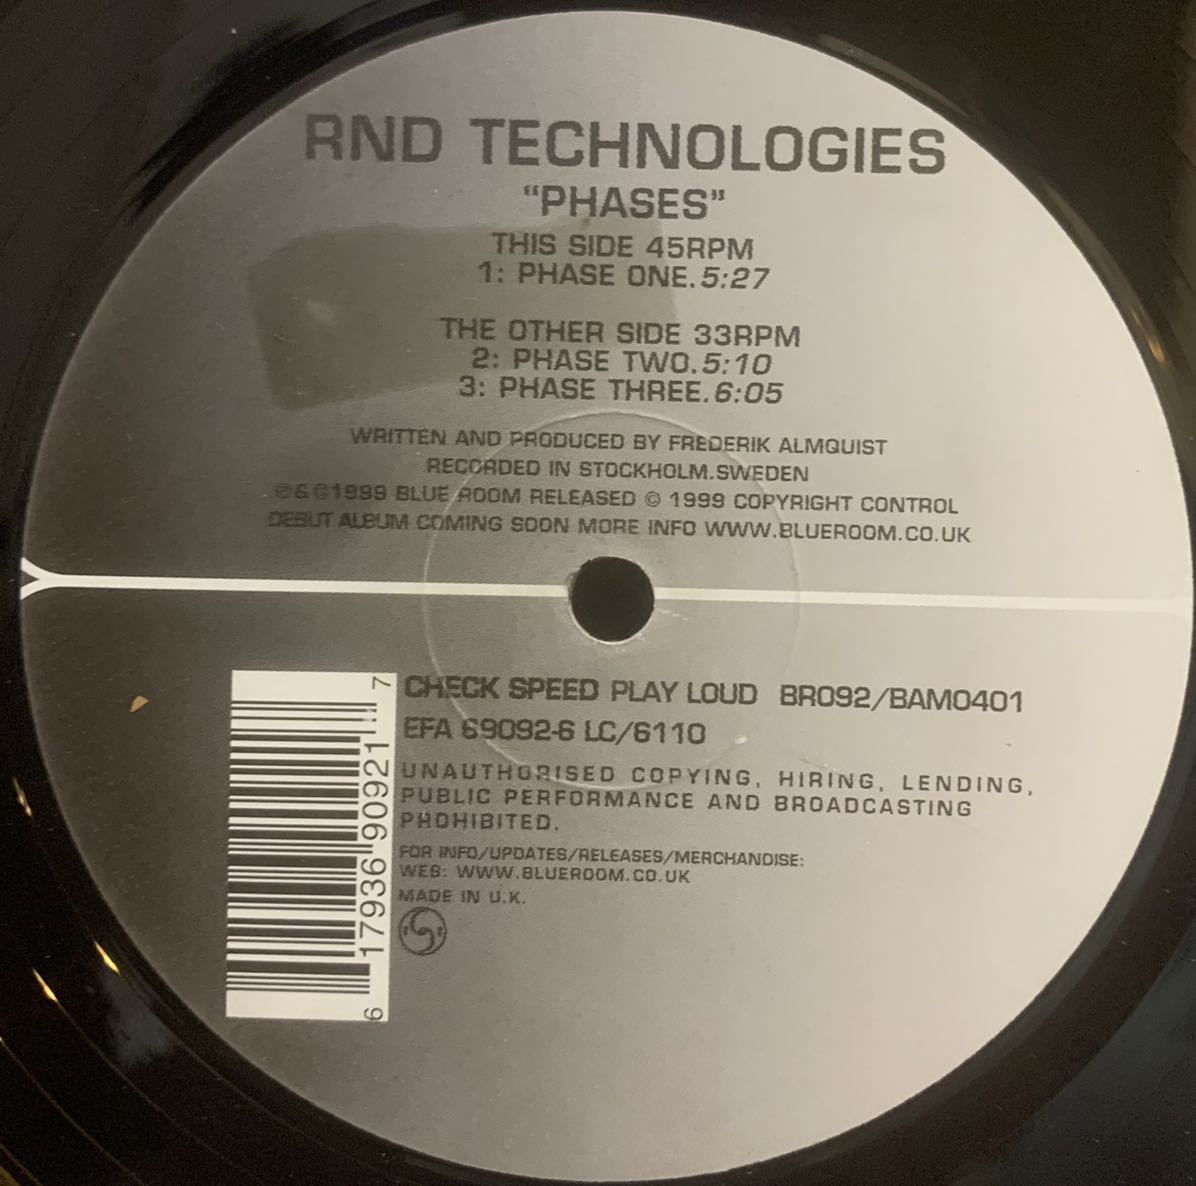 RND TECHNOLOGIES
“PHASES”
THIS SIDE 45RPM
1: PHASE ONE.5:27
THE OTHER SIDE 33RPM
2: PHASE TWO.5:10
3: PHASE THREE.6:05
WRITTEN AND PRODUCED BY FREDERIK ALMQUIST
RECORDED IN STOCKHOLM.SWEDEN
℗&©1999 BLUE ROOM RELEASED © 1999 COPYRIGHT CONTROL
DEBUT ALBUM COMING SOON MORE INFO WWW.BLUEROOM.CO.UK
CHECK SPEED PLAY LOUD BR092/BAM0401
EFA 69092-6 LC/6110
UNAUTHORISED COPYING, HIRING, LENDING,
PUBLIC PERFORMANCE AND BROADCASTING
PROHIBITED.
FOR INFO/UPDATES/RELEASES/MERCHANDISE:
WEB: WWW.BLUEROOM.CO.UK
MADE IN U.K.
6 17936 90921 7